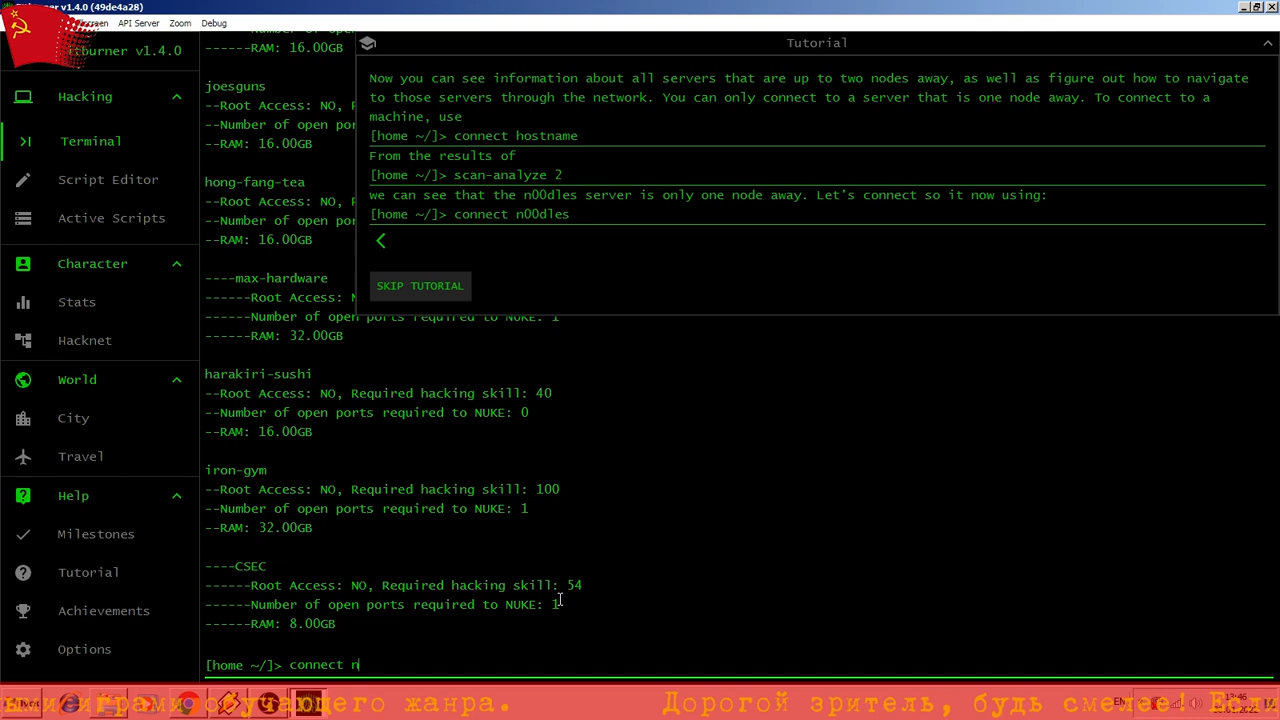 v1.4.0 (49de4a28)
API Server Zoom Debug
v1.4.0
Hacking
Terminal
Script Editor
Active Scripts
Character
Stats
Hacknet
World
City
Travel
Help
Milestones
Tutorial
Achievements
Options
------RAM: 16.00GB
joesguns
--Root Access: NO,
--Number of open
--RAM: 16.00GB
hong-fang-tea
--Root Access: NO,
--Number of open
--RAM: 16.00GB
----max-hardware
------Root Access:
------Number of open ports required to NUKE: 1
------RAM: 32.00GB
harakiri-sushi
--Root Access: NO, Required hacking skill: 40
--Number of open ports required to NUKE: 0
--RAM: 16.00GB
iron-gym
--Root Access: NO, Required hacking skill: 100
--Number of open ports required to NUKE: 1
--RAM: 32.00GB
----CSEC
------Root Access: NO, Required hacking skill: 54
------Number of open ports required to NUKE: 1
------RAM: 8.00GB
[home ~/]> connect n
Tutorial
Now you can see information about all servers that are up to two nodes away, as well as figure out how to navigate
to those servers through the network. You can only connect to a server that is one node away. To connect to a
machine, use
[home ~/]> connect hostname
From the results of
[home ~/]> scan-analyze 2
we can see that the n00dles server is only one node away. Let's connect so it now using:
[home ~/]> connect n00dles
SKIP TUTORIAL
играми обучающего жанра. Дорогой зритель, будь смелее!
13:46